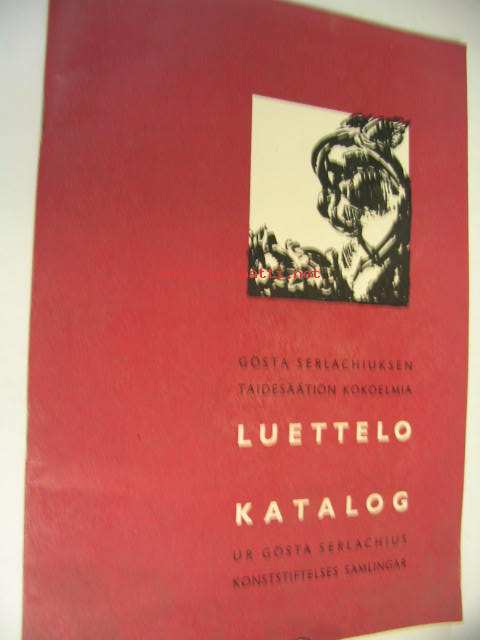 GÖSTA SERLACHIUKSEN
TAIDESÄÄTIÖN KOKOELMIA
LUETTELO
KATALOG
UR GÖSTA SERLACHIUS
KONSTSTIFTELSES SAMLINGAR